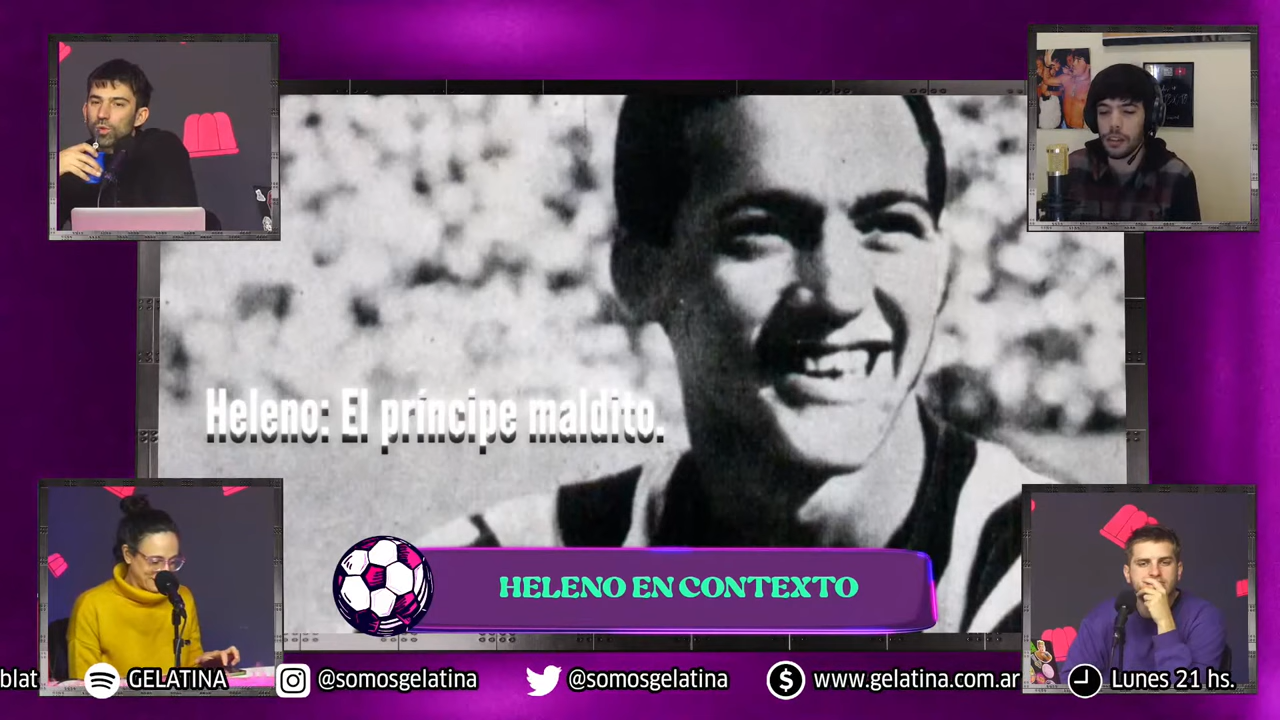 Heleno: El príncipe maldito.
HELENO EN CONTEXTO
blat GELATINA @somosgelatina @somosgelatina $ www.gelatina.com.ar Lunes 21 hs.